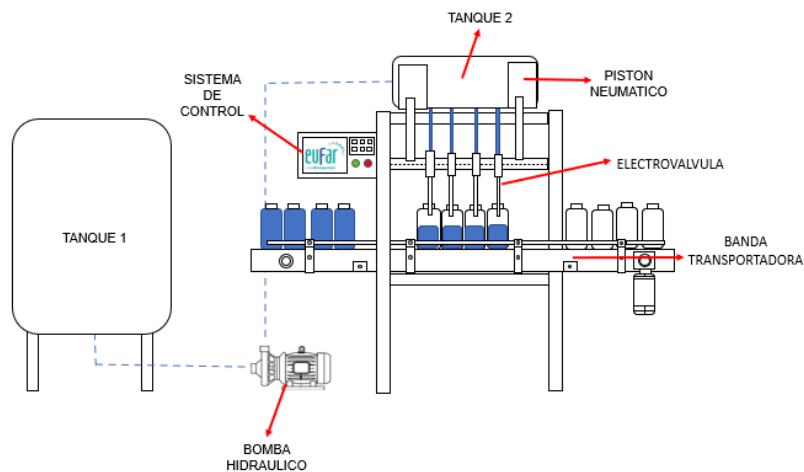 TANQUE 2
SISTEMA
DE
CONTROL
PISTON
NEUMATICO
eufar
ELECTROVALVULA
TANQUE 1
BANDA
TRANSPORTADORA
BOMBA
HIDRAULICO